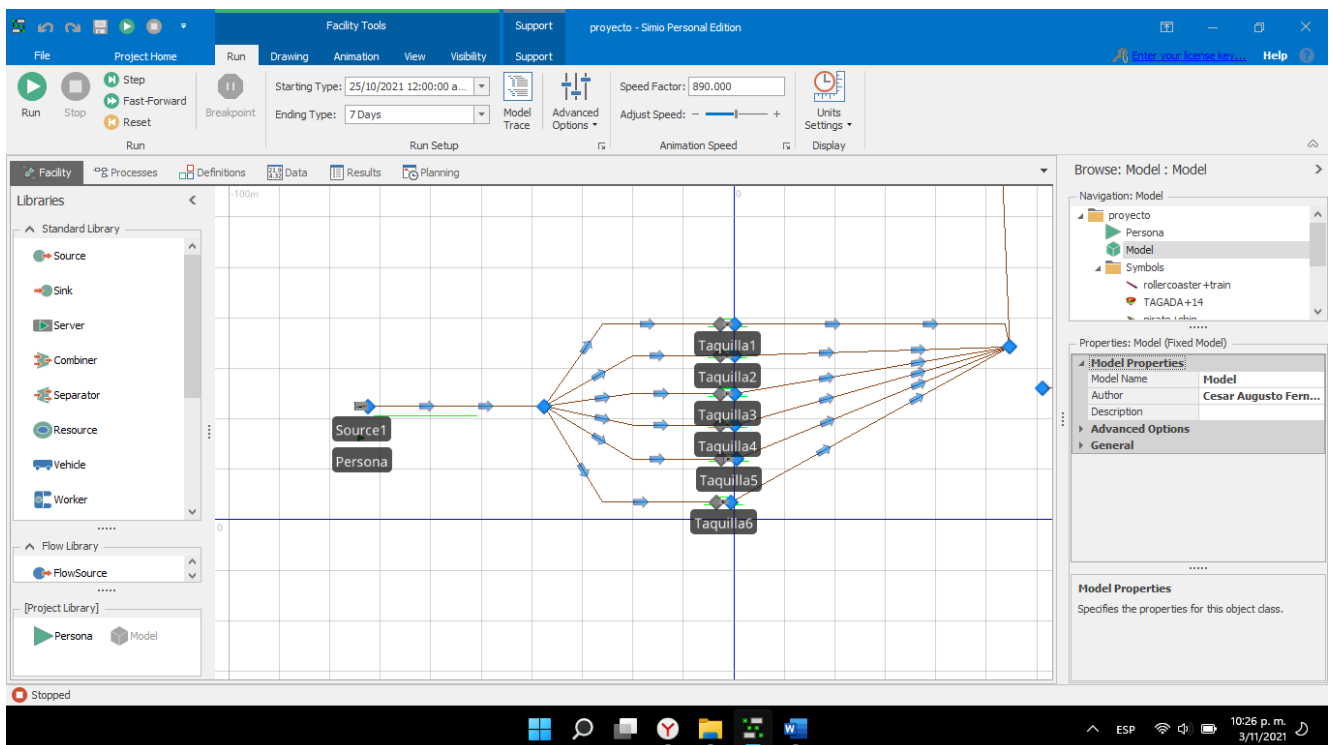 Facility Tools
Support
proyecto - Simio Personal Edition
File
Project Home
Run
Drawing
Animation
View
Visibility
Support
Enter your license key...
Help
Run
Stop
Step
Fast-Forward
Reset
Run
Breakpoint
Starting Type: 25/10/2021 12:00:00 a...
Ending Type: 7 Days
Run Setup
Model Trace
Advanced Options
Speed Factor: 890.000
Adjust Speed:
Animation Speed
Units Settings
Display
Facility
Processes
Definitions
Data
Results
Planning
Libraries
Standard Library
Source
Sink
Server
Combiner
Separator
Resource
Vehicle
Worker
Flow Library
FlowSource
[Project Library]
Persona
Model
-100m
0
0
Source1
Persona
Taquilla1
Taquilla2
Taquilla3
Taquilla4
Taquilla5
Taquilla6
Browse: Model : Model
Navigation: Model
proyecto
Persona
Model
Symbols
rollercoaster+train
TAGADA+14
Properties: Model (Fixed Model)
Model Properties
Model Name Model
Author Cesar Augusto Fern...
Description
Advanced Options
General
Model Properties
Specifies the properties for this object class.
Stopped
ESP
10:26 p. m.
3/11/2021